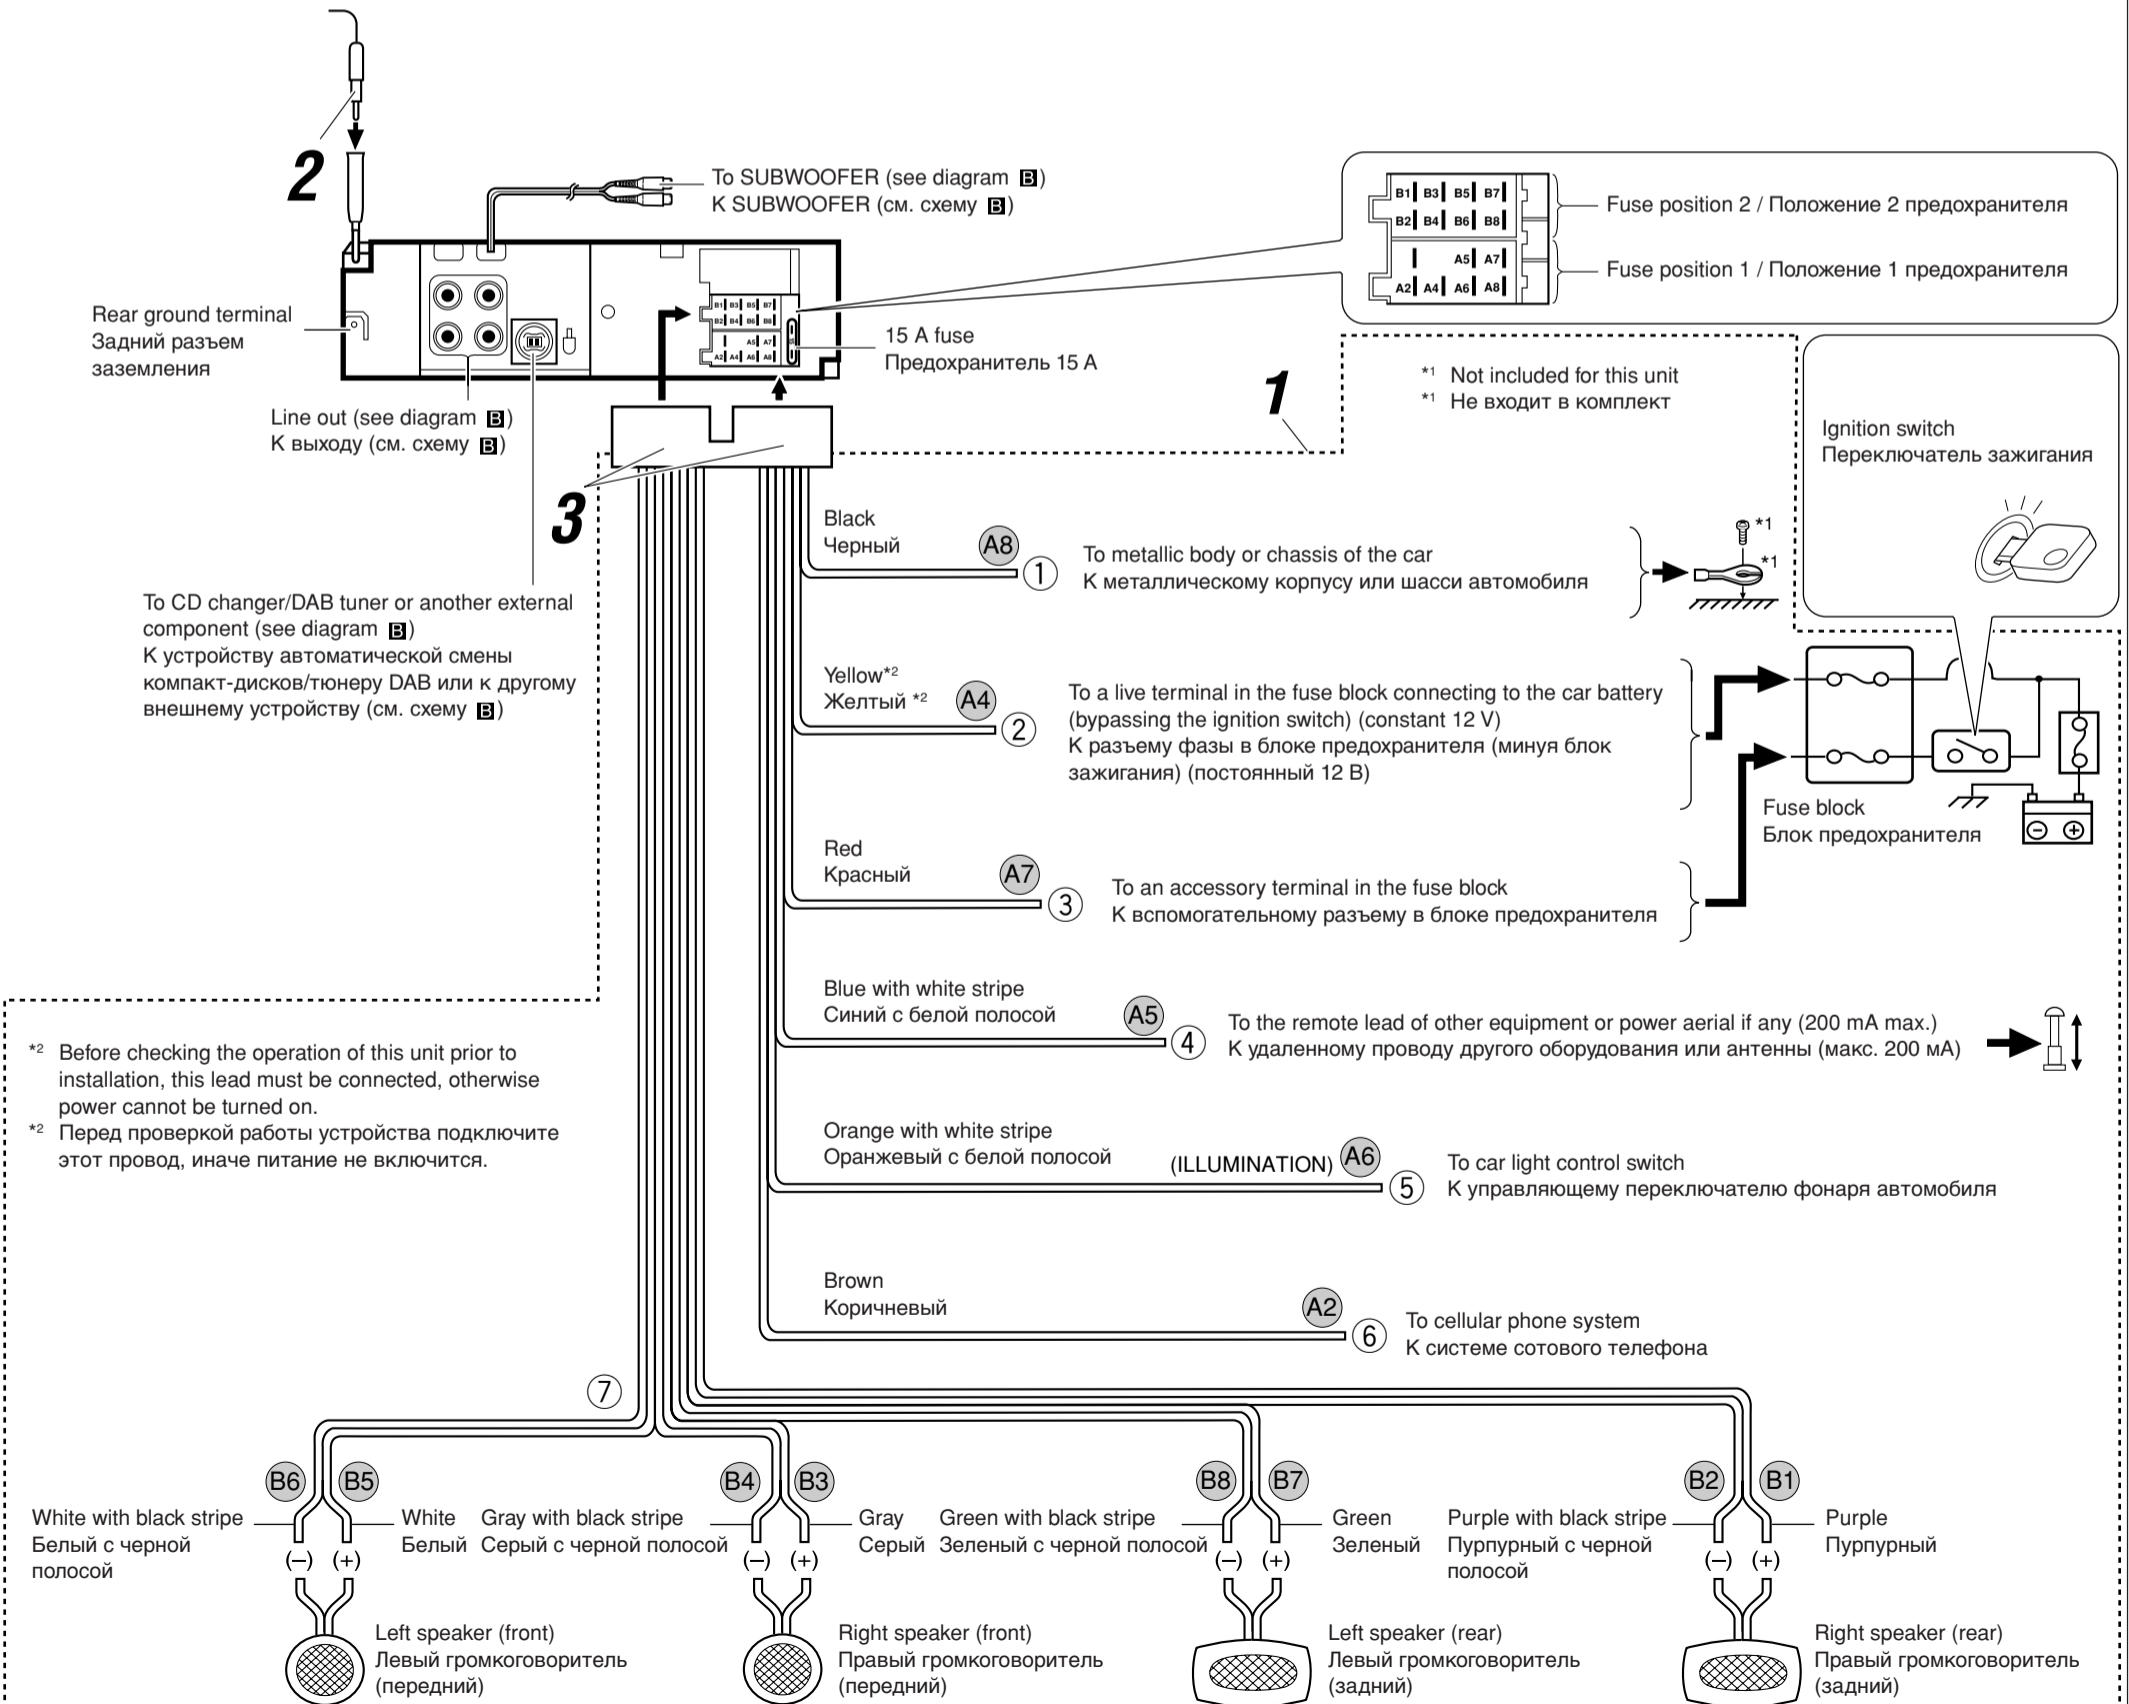 2
To SUBWOOFER (see diagram B)
К SUBWOOFER (см. схему B)
B1 B3 B5 B7
B2 B4 B6 B8
A5 A7
A2 A4 A6 A8
Fuse position 2 / Положение 2 предохранителя
Fuse position 1 / Положение 1 предохранителя
Rear ground terminal
Задний разъем
заземления
B1 B3 B5 B7
B2 B4 B6 B8
A5 A7
A2 A4 A6 A8
15 A fuse
Предохранитель 15 А
Line out (see diagram B)
К выходу (см. схему B)
1
*1 Not included for this unit
*1 Не входит в комплект
Ignition switch
Переключатель зажигания
3
To CD changer/DAB tuner or another external
component (see diagram B)
К устройству автоматической смены
компакт-дисков/тюнеру DAB или к другому
внешнему устройству (см. схему B)
Black
Черный
A8
1
To metallic body or chassis of the car
К металлическому корпусу или шасси автомобиля
*1
*1
Yellow*2
Желтый *2
A4
2
To a live terminal in the fuse block connecting to the car battery
(bypassing the ignition switch) (constant 12 V)
К разъему фазы в блоке предохранителя (минуя блок
зажигания) (постоянный 12 В)
Fuse block
Блок предохранителя
Red
Красный
A7
3
To an accessory terminal in the fuse block
К вспомогательному разъему в блоке предохранителя
Blue with white stripe
Синий с белой полосой
A5
4
To the remote lead of other equipment or power aerial if any (200 mA max.)
К удаленному проводу другого оборудования или антенны (макс. 200 мА)
*2 Before checking the operation of this unit prior to
installation, this lead must be connected, otherwise
power cannot be turned on.
*2 Перед проверкой работы устройства подключите
этот провод, иначе питание не включится.
Orange with white stripe
Оранжевый с белой полосой
(ILLUMINATION)
A6
5
To car light control switch
К управляющему переключателю фонаря автомобиля
Brown
Коричневый
A2
6
To cellular phone system
К системе сотового телефона
7
B6 B5
White with black stripe
Белый с черной
полосой
White
Белый
(−) (+)
Left speaker (front)
Левый громкоговоритель
(передний)
B4 B3
Gray with black stripe
Серый с черной полосой
Gray
Серый
(−) (+)
Right speaker (front)
Правый громкоговоритель
(передний)
B8 B7
Green with black stripe
Зеленый с черной полосой
Green
Зеленый
(−) (+)
Left speaker (rear)
Левый громкоговоритель
(задний)
B2 B1
Purple with black stripe
Пурпурный с черной
полосой
Purple
Пурпурный
(−) (+)
Right speaker (rear)
Правый громкоговоритель
(задний)